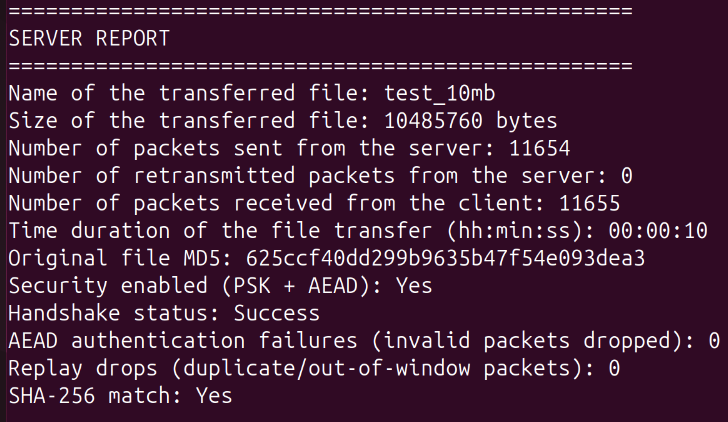 ==================================================
SERVER REPORT
==================================================
Name of the transferred file: test_10mb
Size of the transferred file: 10485760 bytes
Number of packets sent from the server: 11654
Number of retransmitted packets from the server: 0
Number of packets received from the client: 11655
Time duration of the file transfer (hh:min:ss): 00:00:10
Original file MD5: 625ccf40dd299b9635b47f54e093dea3
Security enabled (PSK + AEAD): Yes
Handshake status: Success
AEAD authentication failures (invalid packets dropped): 0
Replay drops (duplicate/out-of-window packets): 0
SHA-256 match: Yes